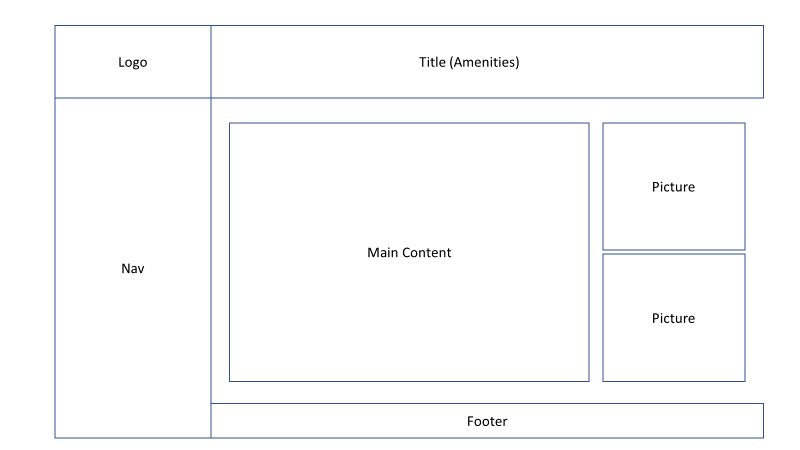 Logo
Title (Amenities)
Nav
Main Content
Picture
Picture
Footer